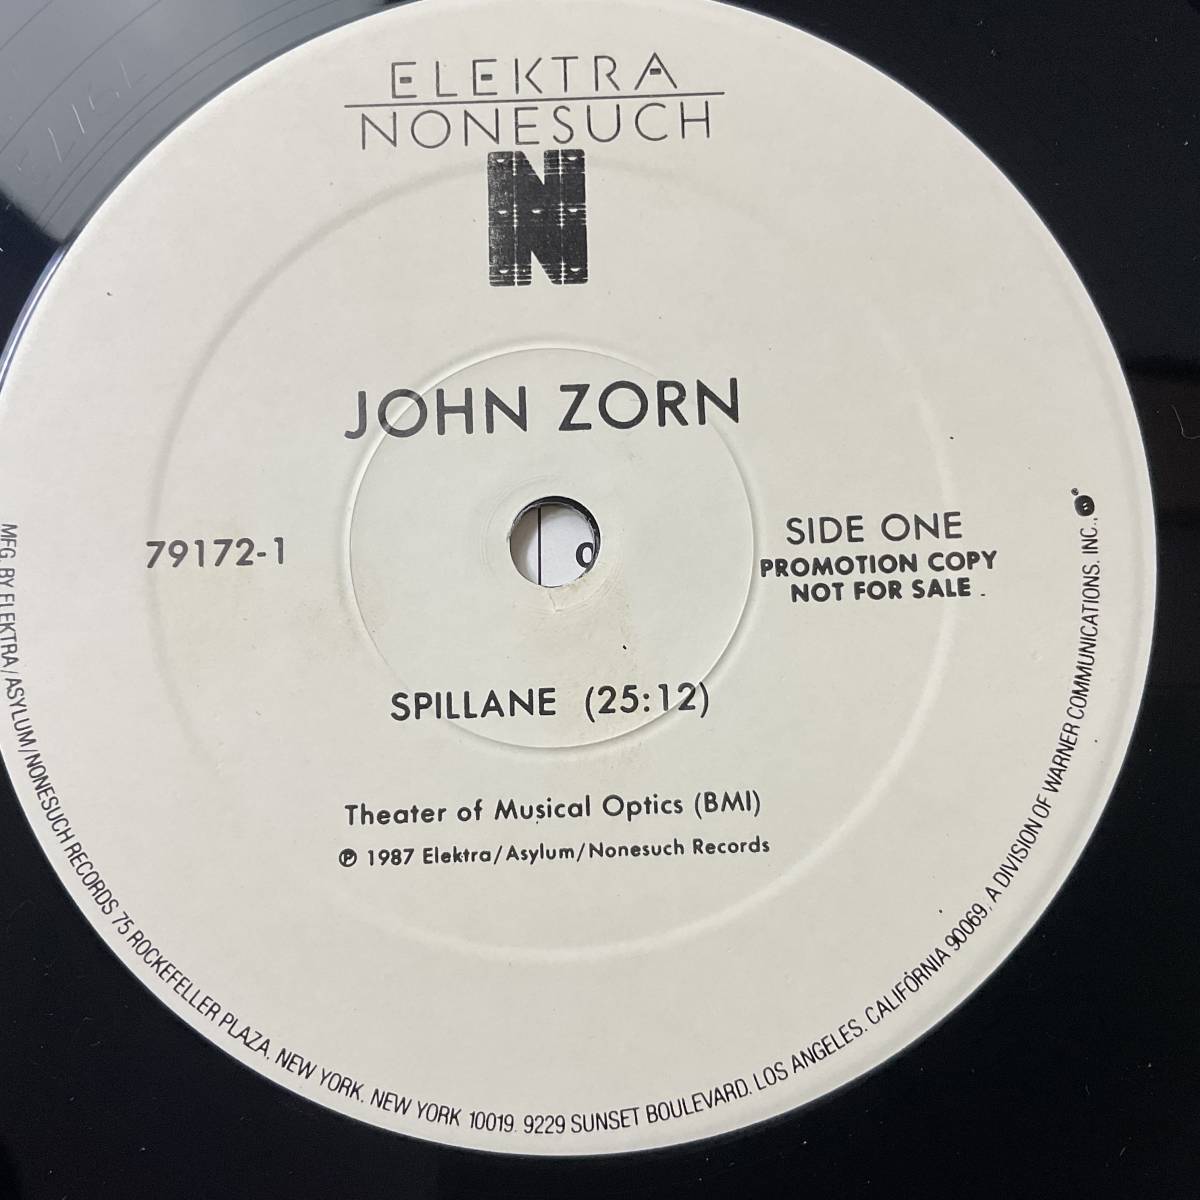 ELEKTRA
NONESUCH
N
JOHN ZORN
79172-1
SIDE ONE
PROMOTION COPY
NOT FOR SALE .
SPILLANE (25:12)
Theater of Musical Optics (BMI)
℗ 1987 Elektra/Asylum/Nonesuch Records
MFG. BY ELEKTRA/ASYLUM/NONESUCH RECORDS 75 ROCKEFELLER PLAZA, NEW YORK, NEW YORK 10019. 9229 SUNSET BOULEVARD, LOS ANGELES, CALIFORNIA 90069, A DIVISION OF WARNER COMMUNICATIONS, INC.,